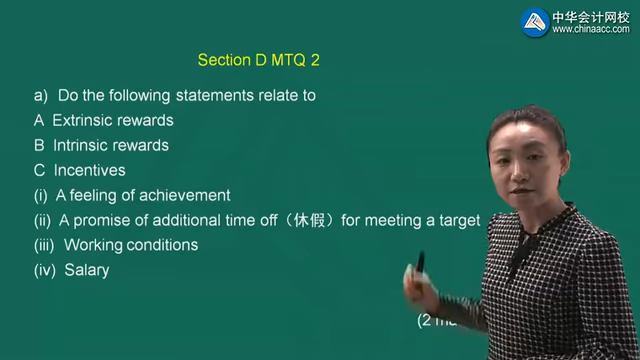 中华会计网校
www.chinaacc.com
Section D MTQ 2
a) Do the following statements relate to
A Extrinsic rewards
B Intrinsic rewards
C Incentives
(i) A feeling of achievement
(ii) A promise of additional time off（休假）for meeting a target
(iii) Working conditions
(iv) Salary
(2